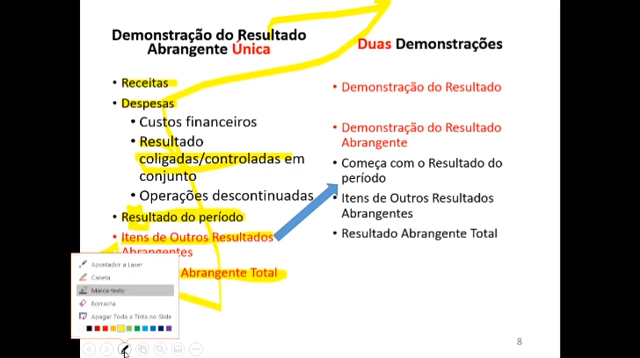 Demonstração do Resultado
Abrangente Única
• Receitas
• Despesas
• Custos financeiros
• Resultado
coligadas/controladas em
conjunto
• Operações descontinuadas
• Resultado do período
• Itens de Outros Resultados
Abrangentes
Abrangente Total
Duas Demonstrações
• Demonstração do Resultado
• Demonstração do Resultado
Abrangente
• Começa com o Resultado do
período
• Itens de Outros Resultados
Abrangentes
• Resultado Abrangente Total
Apontador a Laser
Caneta
Marca-texto
Borracha
Apagar Toda a Tinta no Slide
8